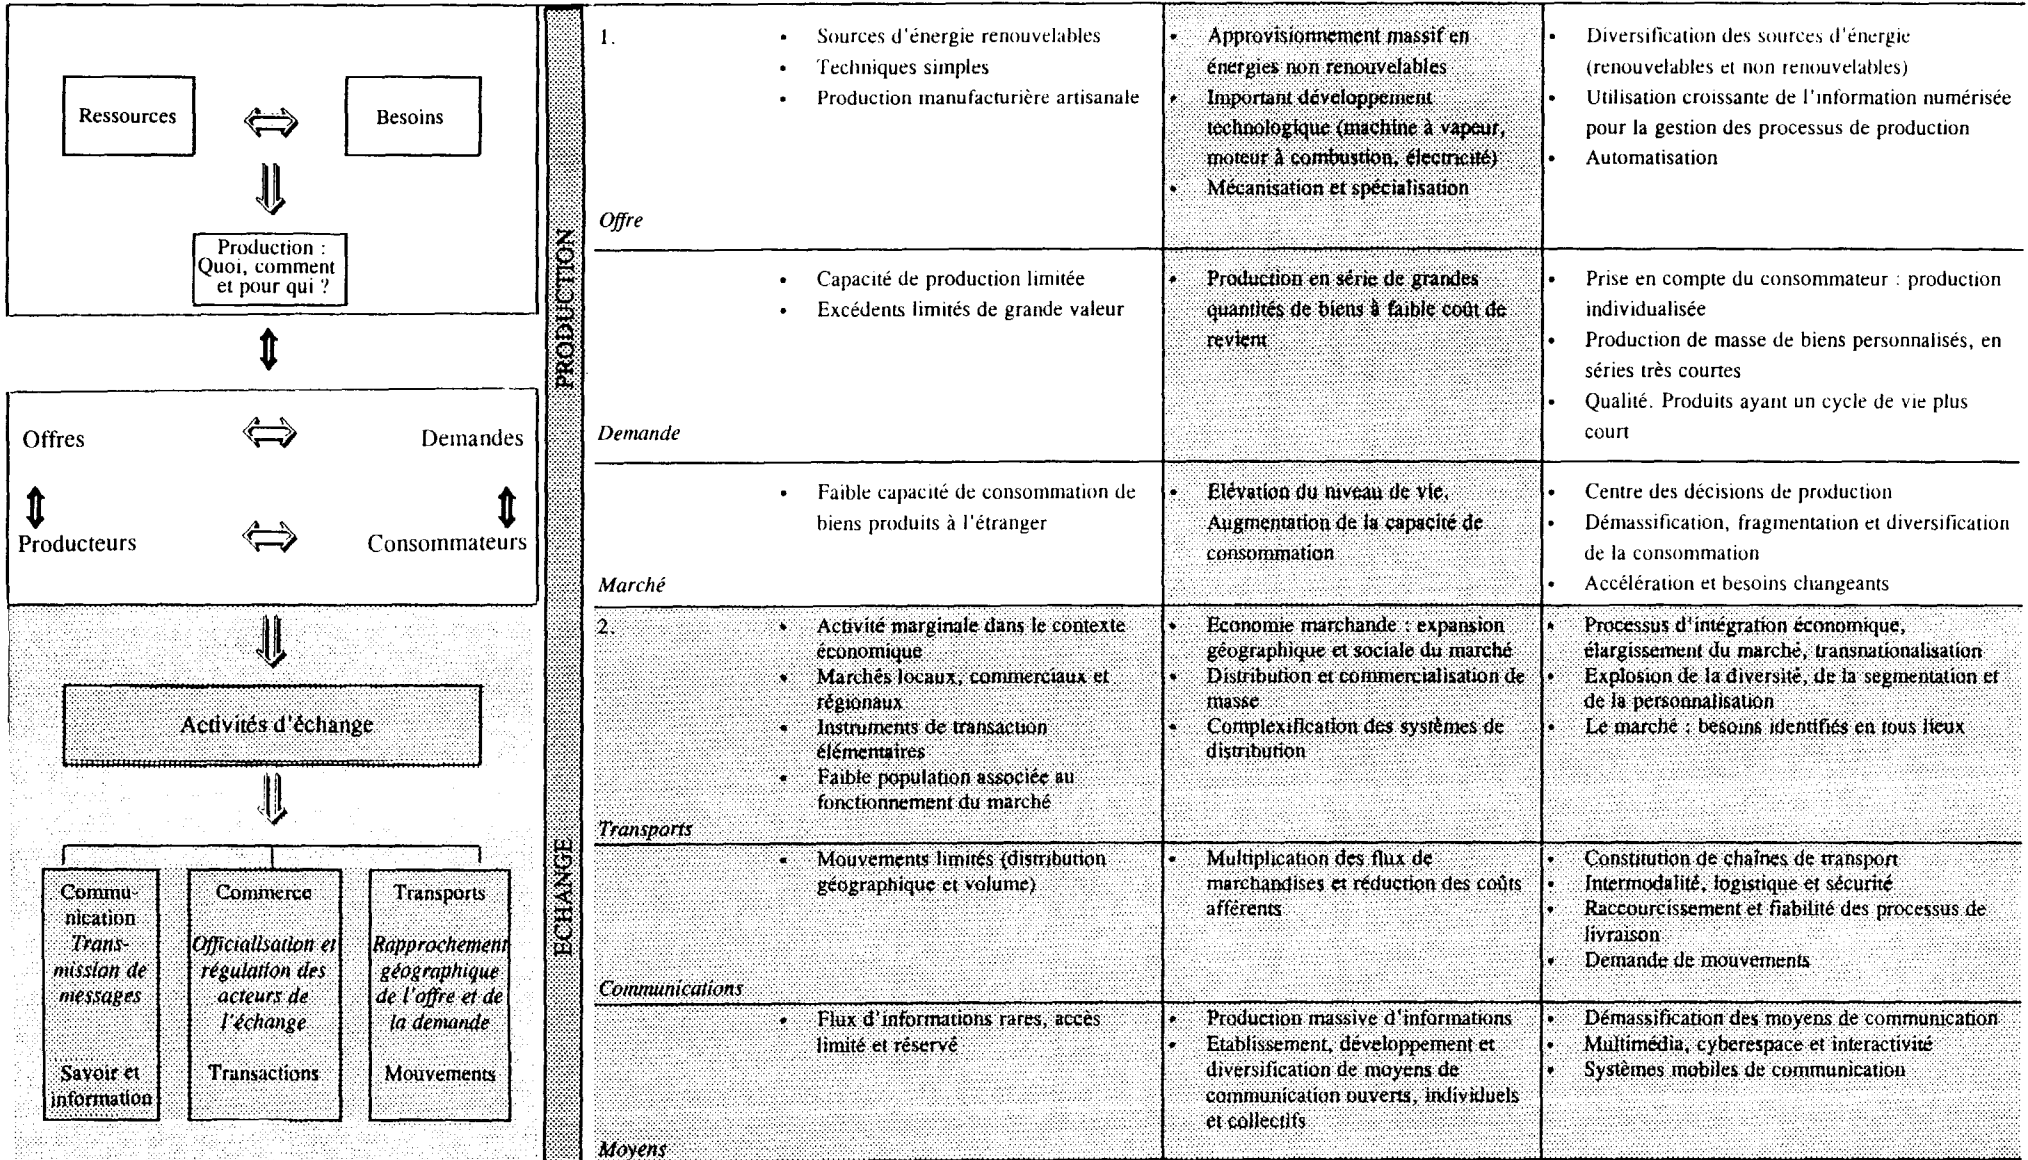 Ressources
Besoins
Production :
Quoi, comment
et pour qui ?
Offres
Demandes
Producteurs
Consommateurs
Activités d'échange
Commu-
nication
Trans-
mission de
messages
Savoir et
information
Commerce
Officialisation et
régulation des
acteurs de
l'échange
Transactions
Transports
Rapprochement
géographique
de l'offre et de
la demande
Mouvements
PRODUCTION
ECHANGE
1.
• Sources d'énergie renouvelables
• Techniques simples
• Production manufacturière artisanale
• Approvisionnement massif en
énergies non renouvelables
• Important développement
technologique (machine à vapeur,
moteur à combustion, électricité)
• Mécanisation et spécialisation
• Diversification des sources d'énergie
(renouvelables et non renouvelables)
• Utilisation croissante de l'information numérisée
pour la gestion des processus de production
• Automatisation
Offre
• Capacité de production limitée
• Excédents limités de grande valeur
• Production en série de grandes
quantités de biens à faible coût de
revient
• Prise en compte du consommateur : production
individualisée
• Production de masse de biens personnalisés, en
séries très courtes
• Qualité. Produits ayant un cycle de vie plus
court
Demande
• Faible capacité de consommation de
biens produits à l'étranger
• Elévation du niveau de vie.
Augmentation de la capacité de
consommation
• Centre des décisions de production
• Démassification, fragmentation et diversification
de la consommation
• Accélération et besoins changeants
Marché
2.
• Activité marginale dans le contexte
économique
• Marchés locaux, commerciaux et
régionaux
• Instruments de transaction
élémentaires
• Faible population associée au
fonctionnement du marché
• Economie marchande : expansion
géographique et sociale du marché
• Distribution et commercialisation de
masse
• Complexification des systèmes de
distribution
• Processus d'intégration économique,
élargissement du marché, transnationalisation
• Explosion de la diversité, de la segmentation et
de la personnalisation
• Le marché : besoins identifiés en tous lieux
Transports
• Mouvements limités (distribution
géographique et volume)
• Multiplication des flux de
marchandises et réduction des coûts
afférents
• Constitution de chaînes de transport
• Intermodalité, logistique et sécurité
• Raccourcissement et fiabilité des processus de
livraison
• Demande de mouvements
Communications
• Flux d'informations rares, accès
limité et réservé
• Production massive d'informations
• Etablissement, développement et
diversification de moyens de
communication ouverts, individuels
et collectifs
• Démassification des moyens de communication
• Multimédia, cyberespace et interactivité
• Systèmes mobiles de communication
Moyens